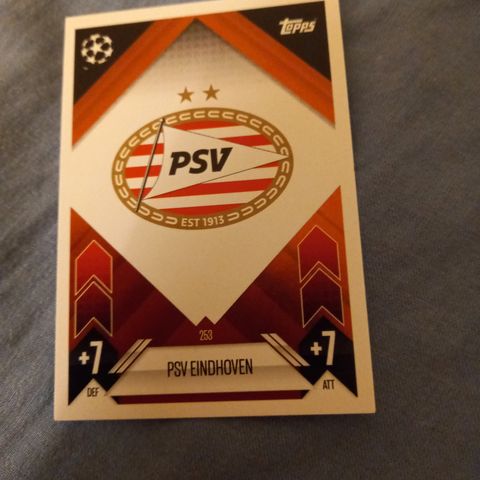 topps
PSV
EST 1913
253
+7
DEF
PSV EINDHOVEN
+7
ATT